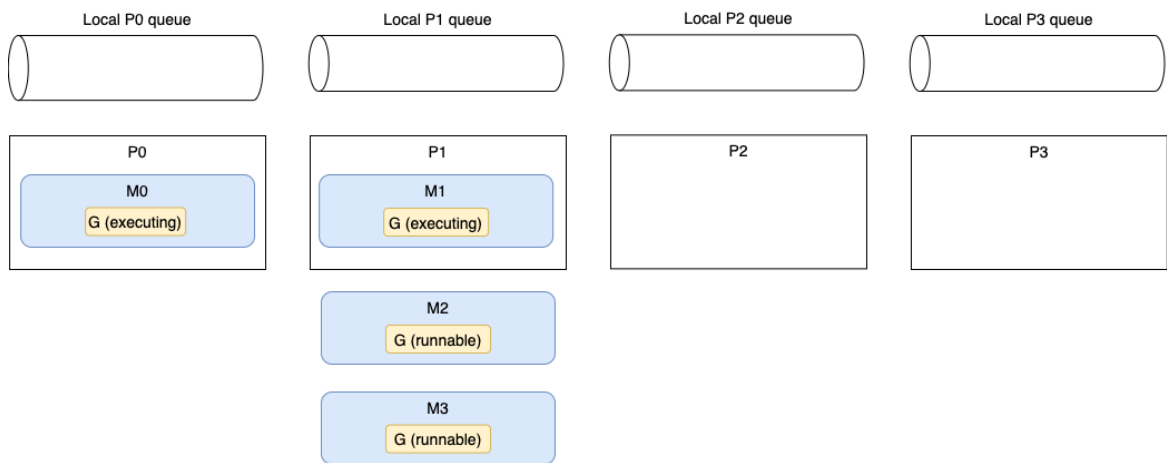 Local P0 queue
Local P1 queue
Local P2 queue
Local P3 queue
P0
P1
P2
P3
M0
G (executing)
M1
G (executing)
M2
G (runnable)
M3
G (runnable)